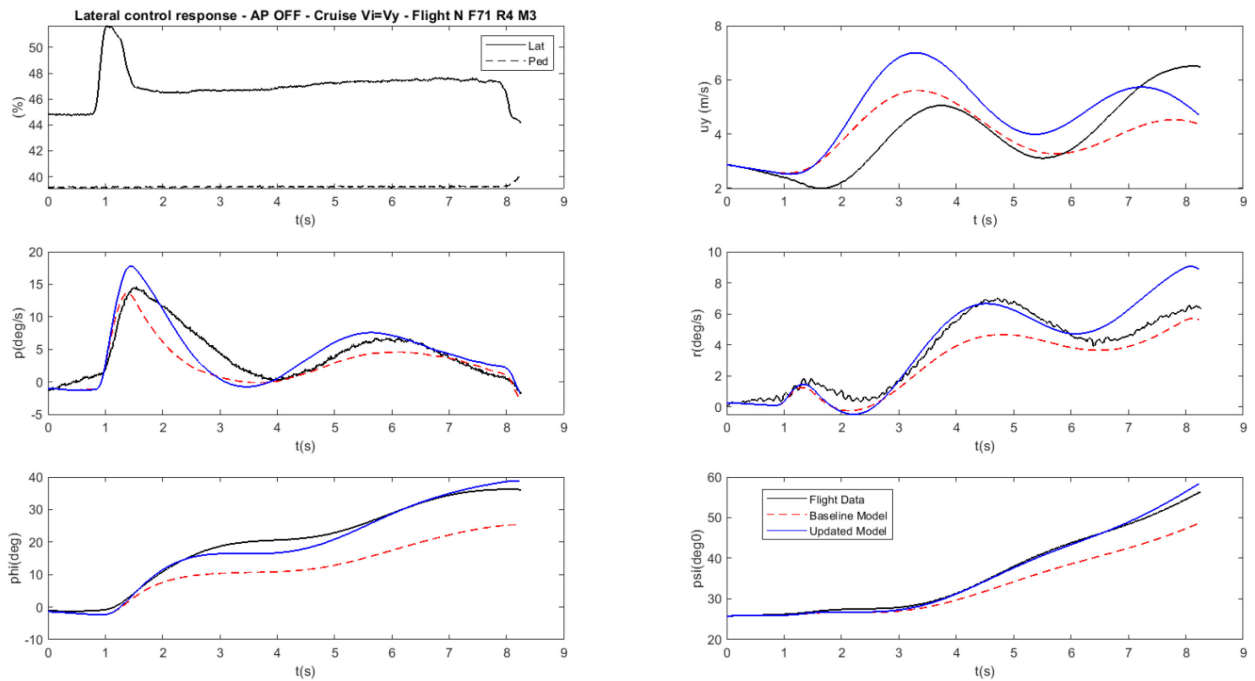 Lateral control response - AP OFF - Cruise Vi=Vy - Flight N F71 R4 M3
50
48
46
44
42
40
(%)
Lat
Ped
0 1 2 3 4 5 6 7 8 9
t(s)
8
6
4
2
uy (m/s)
0 1 2 3 4 5 6 7 8 9
t (s)
20
15
10
5
0
-5
p(deg/s)
0 1 2 3 4 5 6 7 8 9
t(s)
10
8
6
4
2
0
r(deg/s)
0 1 2 3 4 5 6 7 8 9
t(s)
40
30
20
10
0
-10
phi(deg)
0 1 2 3 4 5 6 7 8 9
t(s)
60
50
40
30
20
psi(deg0)
Flight Data
Baseline Model
Updated Model
0 1 2 3 4 5 6 7 8 9
t(s)